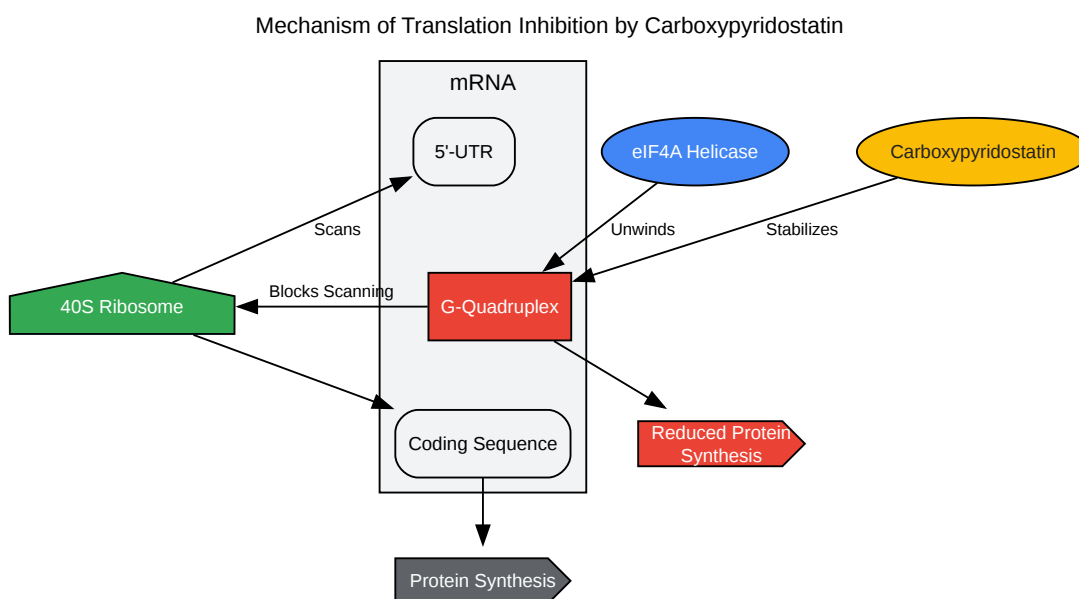 Mechanism of Translation Inhibition by Carboxypyridostatin
mRNA
5'-UTR
eIF4A Helicase
Carboxypyridostatin
Scans
Unwinds
Stabilizes
40S Ribosome
Blocks Scanning
G-Quadruplex
Coding Sequence
Reduced Protein
Synthesis
Protein Synthesis